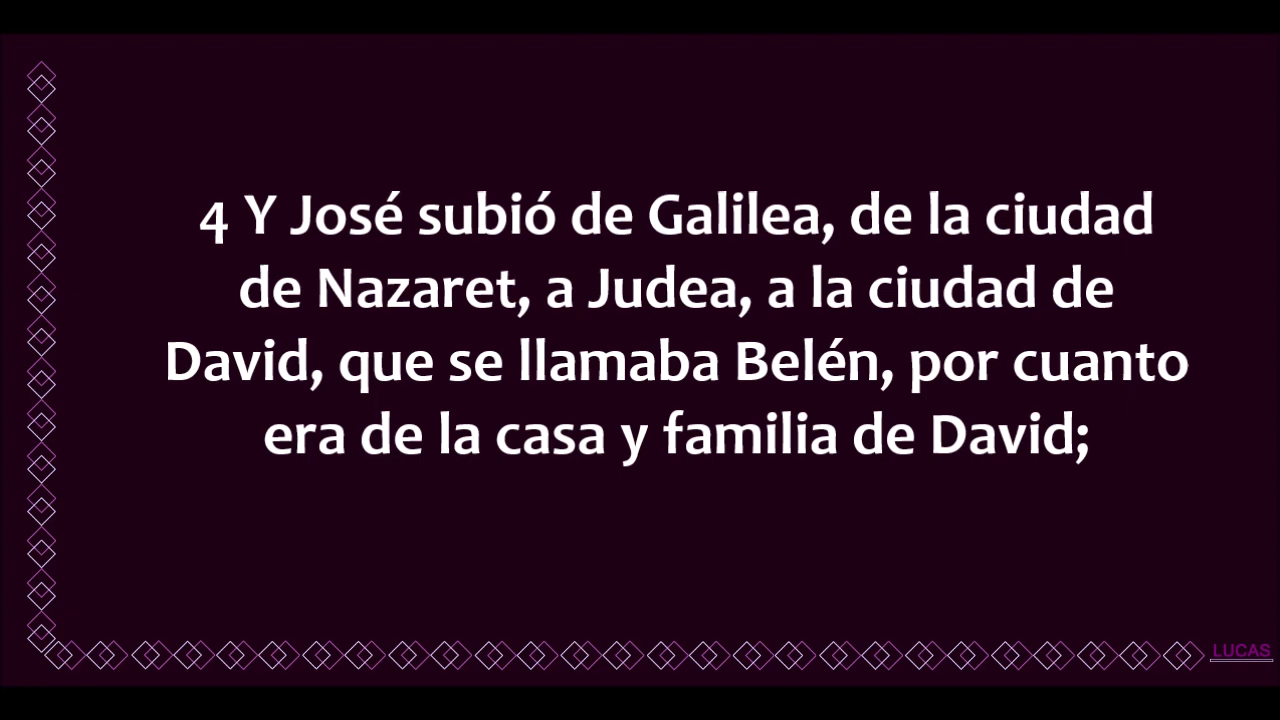 4 Y José subió de Galilea, de la ciudad
de Nazaret, a Judea, a la ciudad de
David, que se llamaba Belén, por cuanto
era de la casa y familia de David;
LUCAS